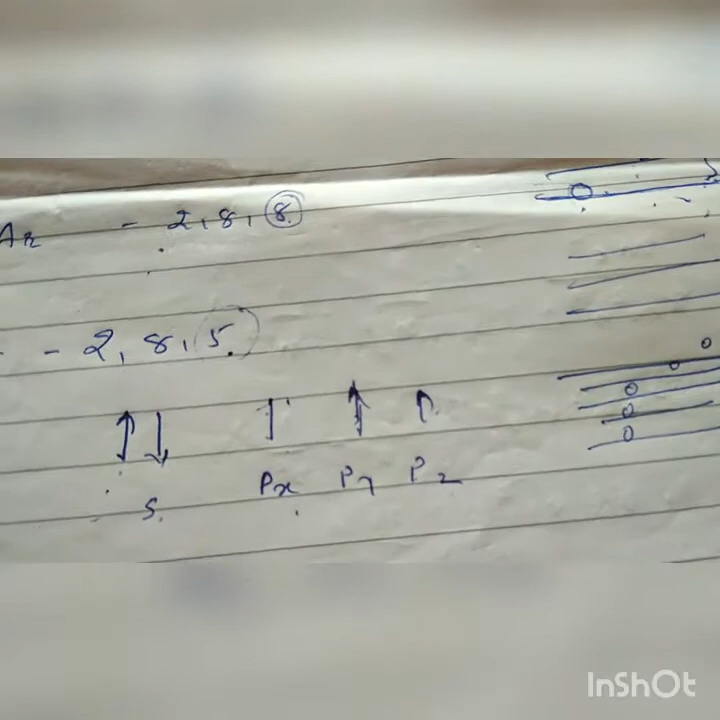 Ar - 2, 8, 8
- 2, 8, 5
↑ ↓ ↑ ↑ ↑
S Px Py Pz
InShOt